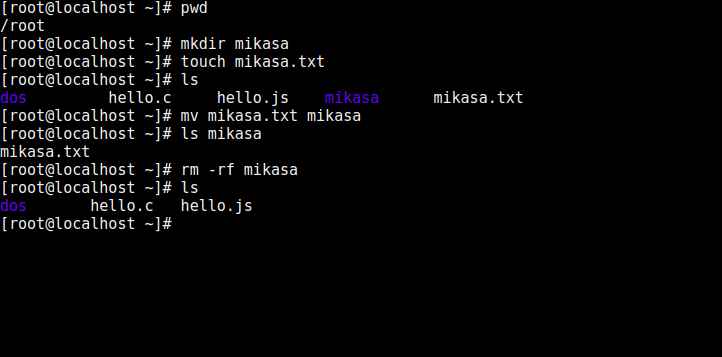 [root@localhost ~]# pwd
/root
[root@localhost ~]# mkdir mikasa
[root@localhost ~]# touch mikasa.txt
[root@localhost ~]# ls
dos         hello.c     hello.js    mikasa      mikasa.txt
[root@localhost ~]# mv mikasa.txt mikasa
[root@localhost ~]# ls mikasa
mikasa.txt
[root@localhost ~]# rm -rf mikasa
[root@localhost ~]# ls
dos       hello.c   hello.js
[root@localhost ~]#